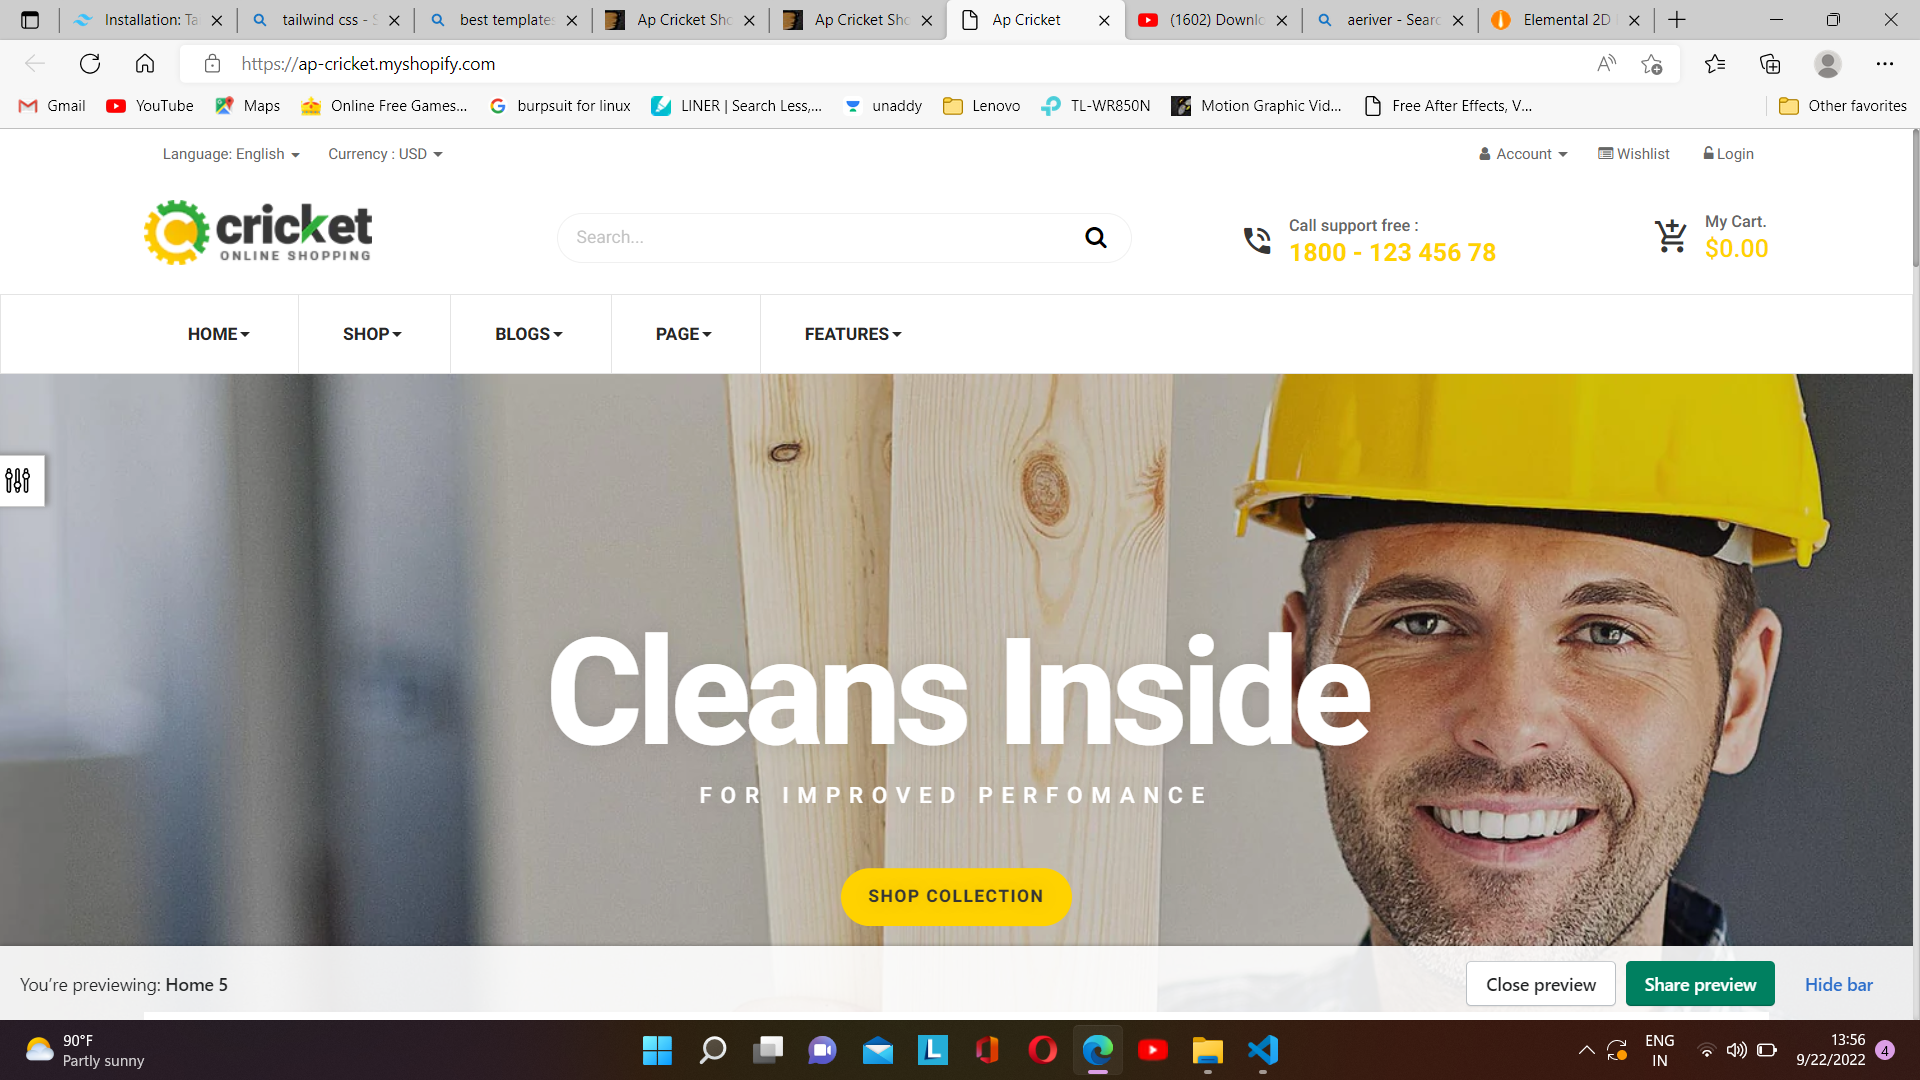 Installation: Ta
tailwind css - S
best templates
Ap Cricket Sho
Ap Cricket Sho
Ap Cricket
(1602) Downlo
aeriver - Searc
Elemental 2D
https://ap-cricket.myshopify.com
Gmail
YouTube
Maps
Online Free Games...
burpsuit for linux
LINER | Search Less,...
unaddy
Lenovo
TL-WR850N
Motion Graphic Vid...
Free After Effects, V...
Other favorites
Language: English
Currency : USD
Account
Wishlist
Login
cricket
ONLINE SHOPPING
Search...
Call support free :
1800 - 123 456 78
My Cart.
$0.00
HOME
SHOP
BLOGS
PAGE
FEATURES
Cleans Inside
FOR IMPROVED PERFOMANCE
SHOP COLLECTION
You’re previewing: Home 5
Close preview
Share preview
Hide bar
90°F
Partly sunny
ENG
IN
13:56
9/22/2022
4